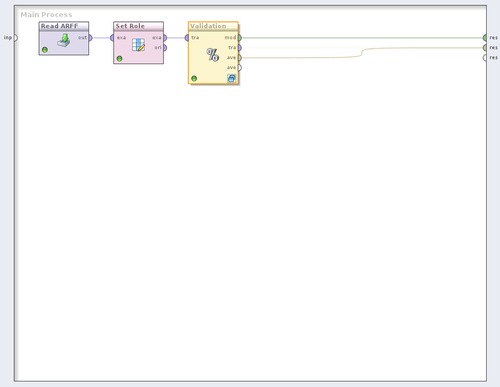 Main Process
Read ARFF
Set Role
Validation
inp
out
exa
exa
ori
tra
mod
tra
ave
ave
res
res
res